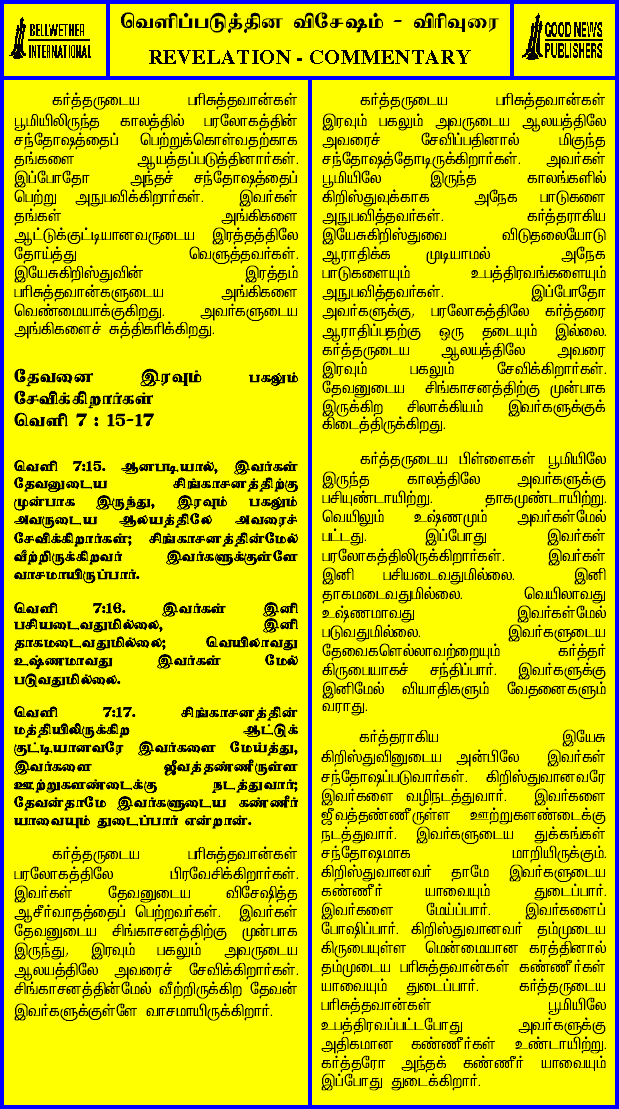 BELLWETHER
INTERNATIONAL
வெளிப்படுத்தின விசேஷம் - விரிவுரை
REVELATION - COMMENTARY
GOOD NEWS
PUBLISHERS
கர்த்தருடைய பரிசுத்தவான்கள்
பூமியிலிருந்த காலத்தில் பரலோகத்தின்
சந்தோஷத்தைப் பெற்றுக்கொள்வதற்காக
தங்களை ஆயத்தப்படுத்தினார்கள்.
இப்போதோ அந்தச் சந்தோஷத்தைப்
பெற்று அநுபவிக்கிறார்கள். இவர்கள்
தங்கள் அங்கிகளை
ஆட்டுக்குட்டியானவருடைய இரத்தத்திலே
தோய்த்து வெளுத்தவர்கள்.
இயேசுகிறிஸ்துவின் இரத்தம்
பரிசுத்தவான்களுடைய அங்கிகளை
வெண்மையாக்குகிறது. அவர்களுடைய
அங்கிகளைச் சுத்திகரிக்கிறது.
தேவனை இரவும் பகலும்
சேவிக்கிறார்கள்
வெளி 7 : 15-17
வெளி 7:15. ஆனபடியால், இவர்கள்
தேவனுடைய சிங்காசனத்திற்கு
முன்பாக இருந்து, இரவும் பகலும்
அவருடைய ஆலயத்திலே அவரைச்
சேவிக்கிறார்கள்; சிங்காசனத்தின்மேல்
வீற்றிருக்கிறவர் இவர்களுக்குள்ளே
வாசமாயிருப்பார்.
வெளி 7:16. இவர்கள் இனி
பசியடைவதுமில்லை, இனி
தாகமடைவதுமில்லை; வெயிலாவது
உஷ்ணமாவது இவர்கள் மேல்
படுவதுமில்லை.
வெளி 7:17. சிங்காசனத்தின்
மத்தியிலிருக்கிற ஆட்டுக்
குட்டியானவரே இவர்களை மேய்த்து,
இவர்களை ஜீவத்தண்ணீருள்ள
ஊற்றுகளண்டைக்கு நடத்துவார்;
தேவன்தாமே இவர்களுடைய கண்ணீர்
யாவையும் துடைப்பார் என்றான்.
கர்த்தருடைய பரிசுத்தவான்கள்
பரலோகத்திலே பிரவேசிக்கிறார்கள்.
இவர்கள் தேவனுடைய விசேஷித்த
ஆசீர்வாதத்தைப் பெற்றவர்கள். இவர்கள்
தேவனுடைய சிங்காசனத்திற்கு முன்பாக
இருந்து, இரவும் பகலும் அவருடைய
ஆலயத்திலே அவரைச் சேவிக்கிறார்கள்.
சிங்காசனத்தின்மேல் வீற்றிருக்கிற தேவன்
இவர்களுக்குள்ளே வாசமாயிருக்கிறார்.
கர்த்தருடைய பரிசுத்தவான்கள்
இரவும் பகலும் அவருடைய ஆலயத்திலே
அவரைச் சேவிப்பதினால் மிகுந்த
சந்தோஷத்தோடிருக்கிறார்கள். அவர்கள்
பூமியிலே இருந்த காலங்களில்
கிறிஸ்துவுக்காக அநேக பாடுகளை
அநுபவித்தவர்கள். கர்த்தராகிய
இயேசுகிறிஸ்துவை விடுதலையோடு
ஆராதிக்க முடியாமல் அநேக
பாடுகளையும் உபத்திரவங்களையும்
அநுபவித்தவர்கள். இப்போதோ
அவர்களுக்கு, பரலோகத்திலே கர்த்தரை
ஆராதிப்பதற்கு ஒரு தடையும் இல்லை.
கர்த்தருடைய ஆலயத்திலே அவரை
இரவும் பகலும் சேவிக்கிறார்கள்.
தேவனுடைய சிங்காசனத்திற்கு முன்பாக
இருக்கிற சிலாக்கியம் இவர்களுக்குக்
கிடைத்திருக்கிறது.
கர்த்தருடைய பிள்ளைகள் பூமியிலே
இருந்த காலத்திலே அவர்களுக்கு
பசியுண்டாயிற்று. தாகமுண்டாயிற்று.
வெயிலும் உஷ்ணமும் அவர்கள்மேல்
பட்டது. இப்போது இவர்கள்
பரலோகத்திலிருக்கிறார்கள். இவர்கள்
இனி பசியடைவதுமில்லை. இனி
தாகமடைவதுமில்லை. வெயிலாவது
உஷ்ணமாவது இவர்கள்மேல்
படுவதுமில்லை. இவர்களுடைய
தேவைகளெல்லாவற்றையும் கர்த்தர்
கிருபையாகச் சந்திப்பார். இவர்களுக்கு
இனிமேல் வியாதிகளும் வேதனைகளும்
வராது.
கர்த்தராகிய இயேசு
கிறிஸ்துவினுடைய அன்பிலே இவர்கள்
சந்தோஷப்படுவார்கள். கிறிஸ்துவானவரே
இவர்களை வழிநடத்துவார். இவர்களை
ஜீவத்தண்ணீருள்ள ஊற்றுகளண்டைக்கு
நடத்துவார். இவர்களுடைய துக்கங்கள்
சந்தோஷமாக மாறியிருக்கும்.
கிறிஸ்துவானவர் தாமே இவர்களுடைய
கண்ணீர் யாவையும் துடைப்பார்.
இவர்களை மேய்ப்பார். இவர்களைப்
போஷிப்பார். கிறிஸ்துவானவர் தம்முடைய
கிருபையுள்ள மென்மையான கரத்தினால்
தம்முடைய பரிசுத்தவான்கள் கண்ணீர்கள்
யாவையும் துடைப்பார். கர்த்தருடைய
பரிசுத்தவான்கள் பூமியிலே
உபத்திரவப்பட்டபோது அவர்களுக்கு
அதிகமான கண்ணீர்கள் உண்டாயிற்று.
கர்த்தரோ அந்தக் கண்ணீர் யாவையும்
இப்போது துடைக்கிறார்.